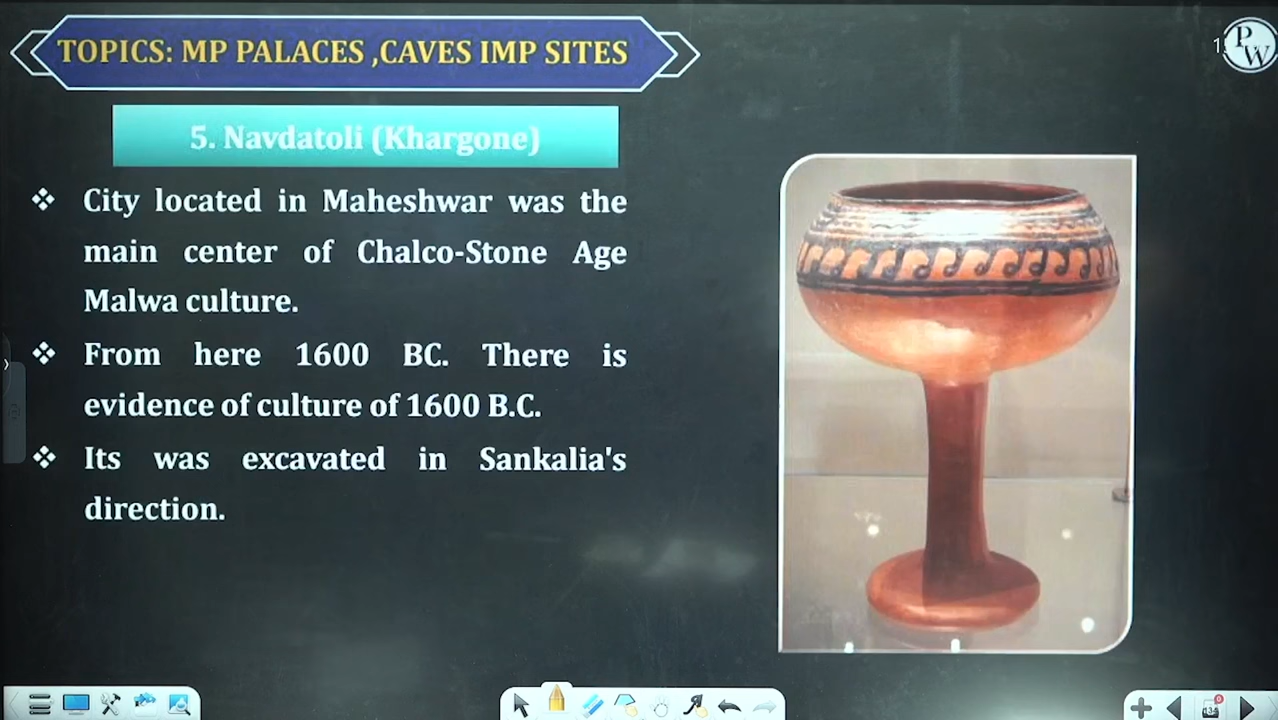 TOPICS: MP PALACES ,CAVES IMP SITES
PW
5. Navdatoli (Khargone)
City located in Maheshwar was the
main center of Chalco-Stone Age
Malwa culture.
From here 1600 BC. There is
evidence of culture of 1600 B.C.
Its was excavated in Sankalia's
direction.